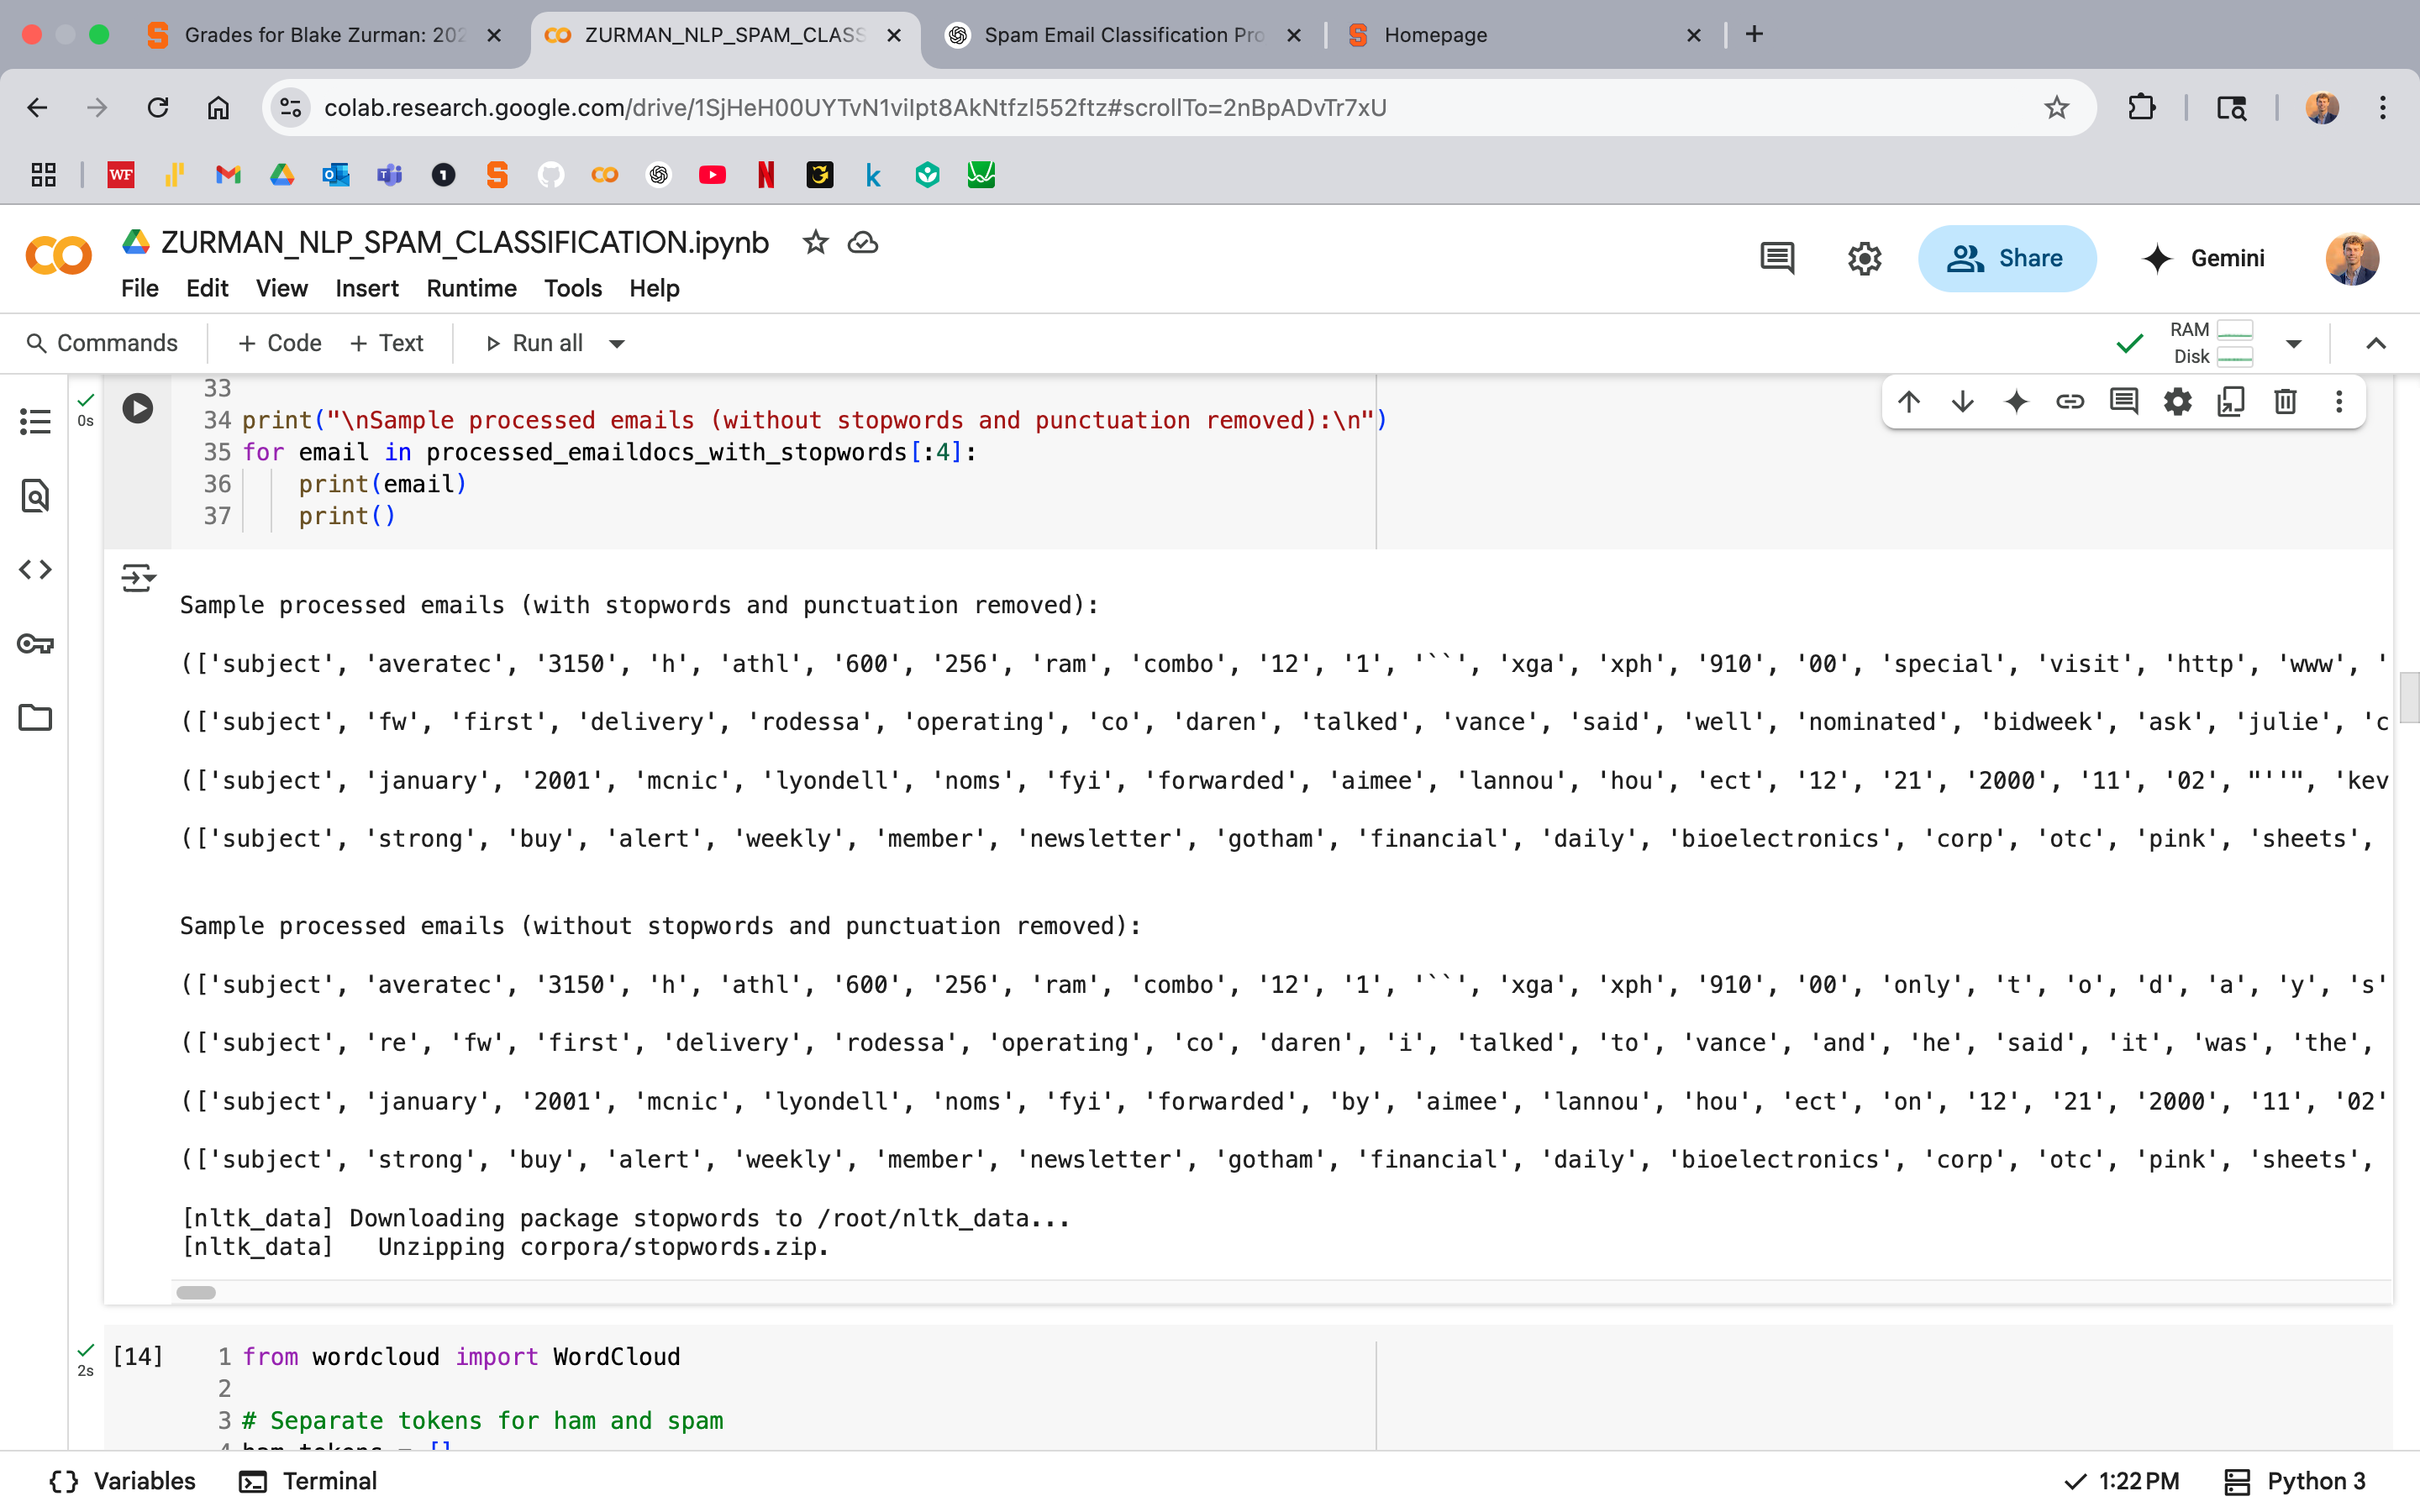 Grades for Blake Zurman: 202
ZURMAN_NLP_SPAM_CLASS
Spam Email Classification Pro
Homepage
colab.research.google.com/drive/1SjHeH00UYTvN1viIpt8AkNtfzl552ftz#scrollTo=2nBpADvTr7xU
ZURMAN_NLP_SPAM_CLASSIFICATION.ipynb
File Edit View Insert Runtime Tools Help
Share
Gemini
Commands + Code + Text Run all
RAM
Disk
0s
33
34 print("\nSample processed emails (without stopwords and punctuation removed):\n")
35 for email in processed_emaildocs_with_stopwords[:4]:
36 print(email)
37 print()
Sample processed emails (with stopwords and punctuation removed):
(['subject', 'averatec', '3150', 'h', 'athl', '600', '256', 'ram', 'combo', '12', '1', '``', 'xga', 'xph', '910', '00', 'special', 'visit', 'http', 'www', '
(['subject', 'fw', 'first', 'delivery', 'rodessa', 'operating', 'co', 'daren', 'talked', 'vance', 'said', 'well', 'nominated', 'bidweek', 'ask', 'julie', 'c
(['subject', 'january', '2001', 'mcnic', 'lyondell', 'noms', 'fyi', 'forwarded', 'aimee', 'lannou', 'hou', 'ect', '12', '21', '2000', '11', '02', "''", 'kev
(['subject', 'strong', 'buy', 'alert', 'weekly', 'member', 'newsletter', 'gotham', 'financial', 'daily', 'bioelectronics', 'corp', 'otc', 'pink', 'sheets',
Sample processed emails (without stopwords and punctuation removed):
(['subject', 'averatec', '3150', 'h', 'athl', '600', '256', 'ram', 'combo', '12', '1', '``', 'xga', 'xph', '910', '00', 'only', 't', 'o', 'd', 'a', 'y', 's'
(['subject', 're', 'fw', 'first', 'delivery', 'rodessa', 'operating', 'co', 'daren', 'i', 'talked', 'to', 'vance', 'and', 'he', 'said', 'it', 'was', 'the',
(['subject', 'january', '2001', 'mcnic', 'lyondell', 'noms', 'fyi', 'forwarded', 'by', 'aimee', 'lannou', 'hou', 'ect', 'on', '12', '21', '2000', '11', '02'
(['subject', 'strong', 'buy', 'alert', 'weekly', 'member', 'newsletter', 'gotham', 'financial', 'daily', 'bioelectronics', 'corp', 'otc', 'pink', 'sheets',
[nltk_data] Downloading package stopwords to /root/nltk_data...
[nltk_data]   Unzipping corpora/stopwords.zip.
2s
[14] 1 from wordcloud import WordCloud
2
3 # Separate tokens for ham and spam
4 ham_tokens = []
Variables Terminal
1:22 PM Python 3